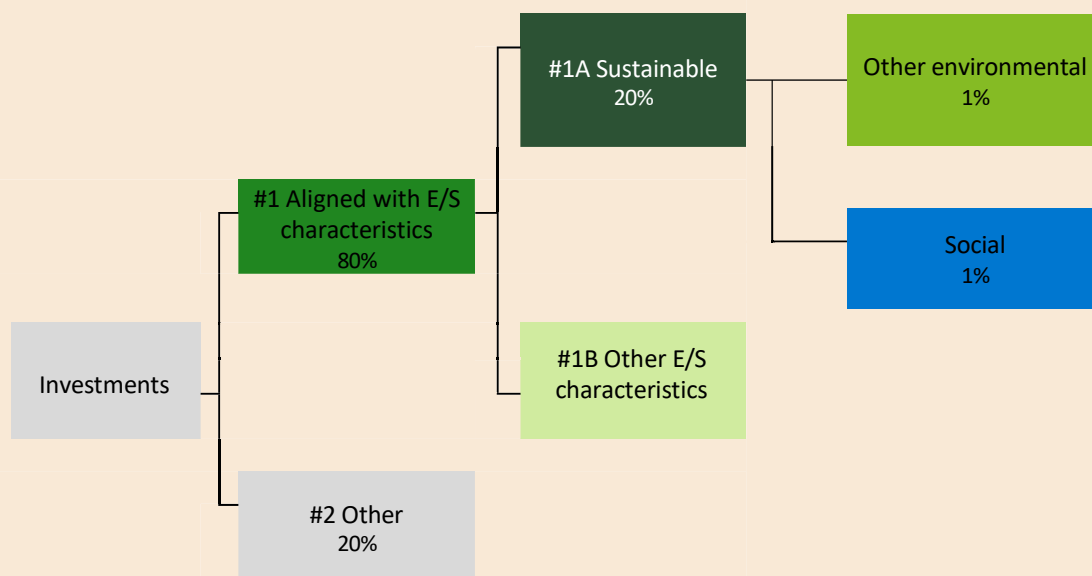 Investments
#1 Aligned with E/S
characteristics
80%
#2 Other
20%
#1A Sustainable
20%
#1B Other E/S
characteristics
Other environmental
1%
Social
1%